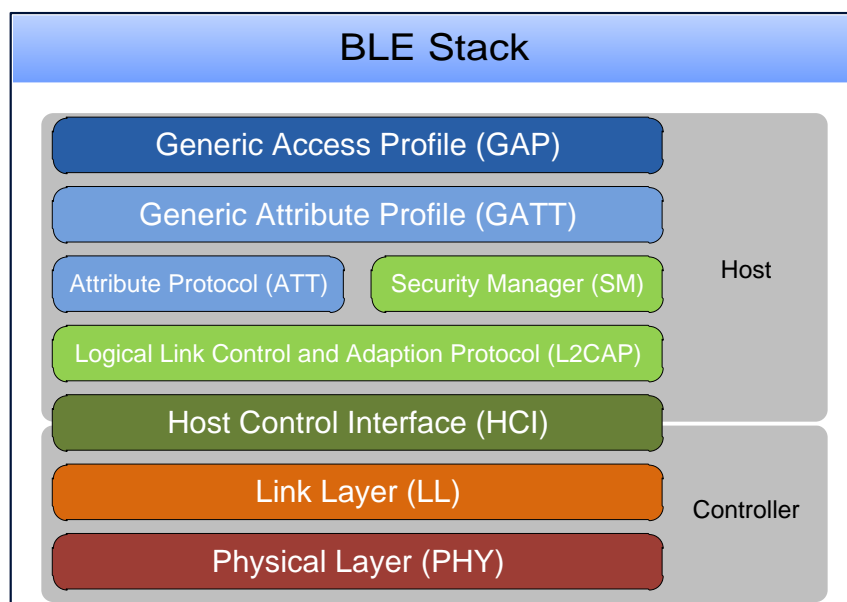 BLE Stack
Generic Access Profile (GAP)
Generic Attribute Profile (GATT)
Attribute Protocol (ATT)
Security Manager (SM)
Host
Logical Link Control and Adaption Protocol (L2CAP)
Host Control Interface (HCI)
Link Layer (LL)
Controller
Physical Layer (PHY)